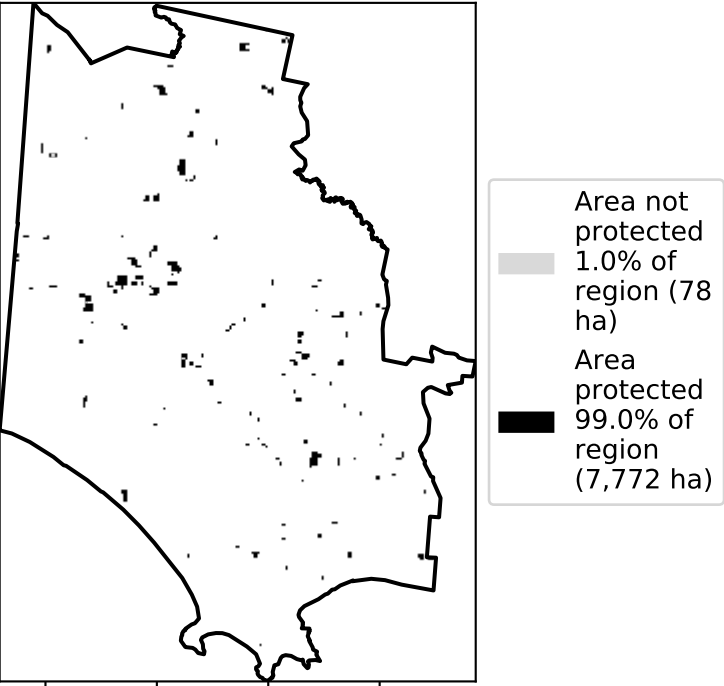 Area not
protected
1.0% of
region (78
ha)
Area
protected
99.0% of
region
(7,772 ha)